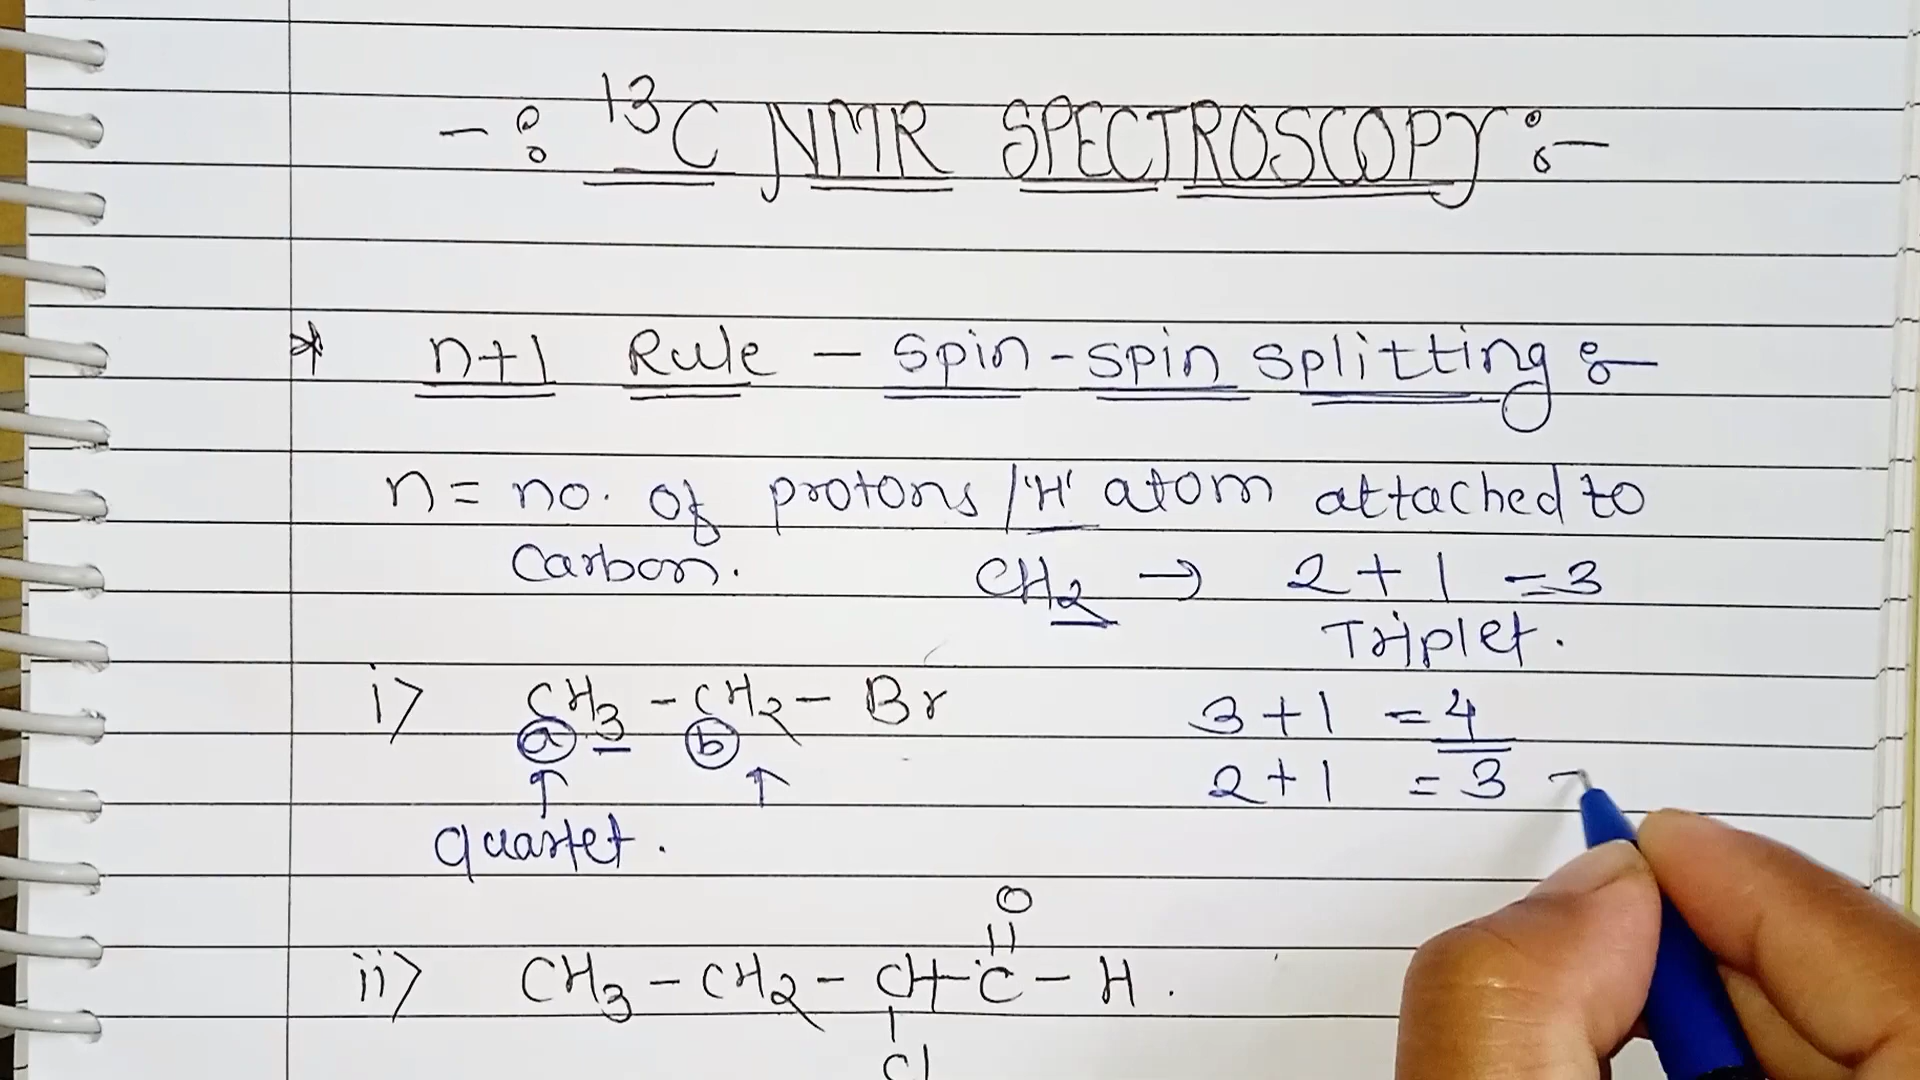 -: ¹³C NMR SPECTROSCOPY :-
* n+1 Rule - spin-spin splitting :-
n = no. of protons / 'H' atom attached to
Carbon. CH₂ → 2 + 1 = 3
Triplet.
i> CH₃ - CH₂ - Br 3 + 1 = 4
a b 2 + 1 = 3 -
↑ ↑
quartet.
O
||
ii> CH₃ - CH₂ - CH - C - H .
|
Cl